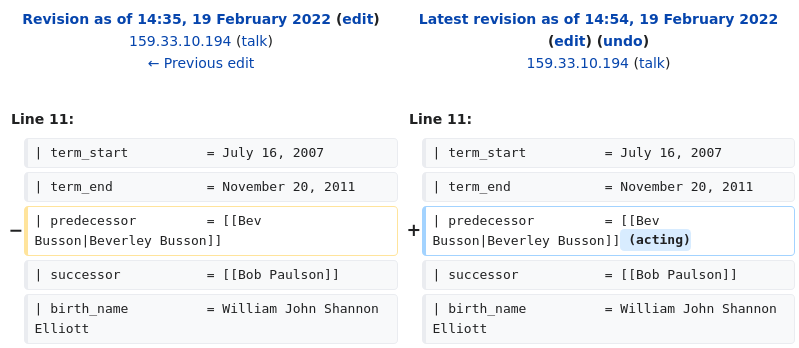 Revision as of 14:35, 19 February 2022 (edit)
159.33.10.194 (talk)
← Previous edit
Latest revision as of 14:54, 19 February 2022
(edit) (undo)
159.33.10.194 (talk)
Line 11:
Line 11:
| term_start = July 16, 2007
| term_start = July 16, 2007
| term_end = November 20, 2011
| term_end = November 20, 2011
− | predecessor = [[Bev
Busson|Beverley Busson]]
+ | predecessor = [[Bev
Busson|Beverley Busson]] (acting)
| successor = [[Bob Paulson]]
| successor = [[Bob Paulson]]
| birth_name = William John Shannon
Elliott
| birth_name = William John Shannon
Elliott